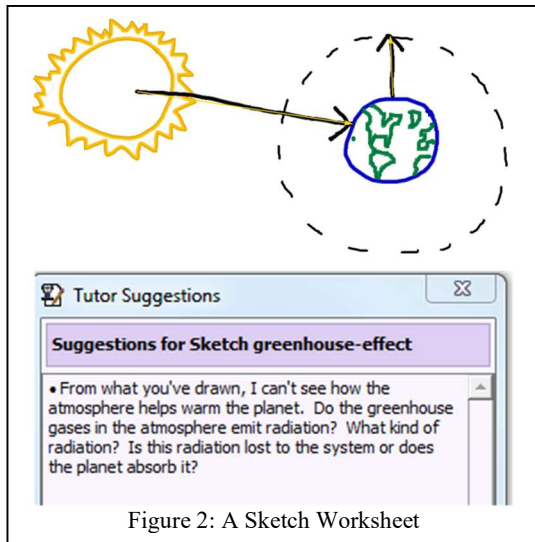 Tutor Suggestions
Suggestions for Sketch greenhouse-effect
• From what you've drawn, I can't see how the
atmosphere helps warm the planet. Do the greenhouse
gases in the atmosphere emit radiation? What kind of
radiation? Is this radiation lost to the system or does
the planet absorb it?
Figure 2: A Sketch Worksheet